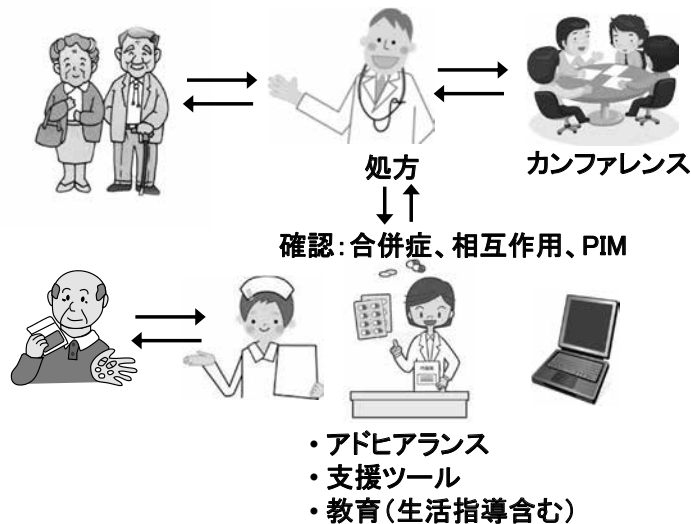 処方
カンファレンス
確認：合併症、相互作用、PIM
・アドヒアランス
・支援ツール
・教育（生活指導含む）